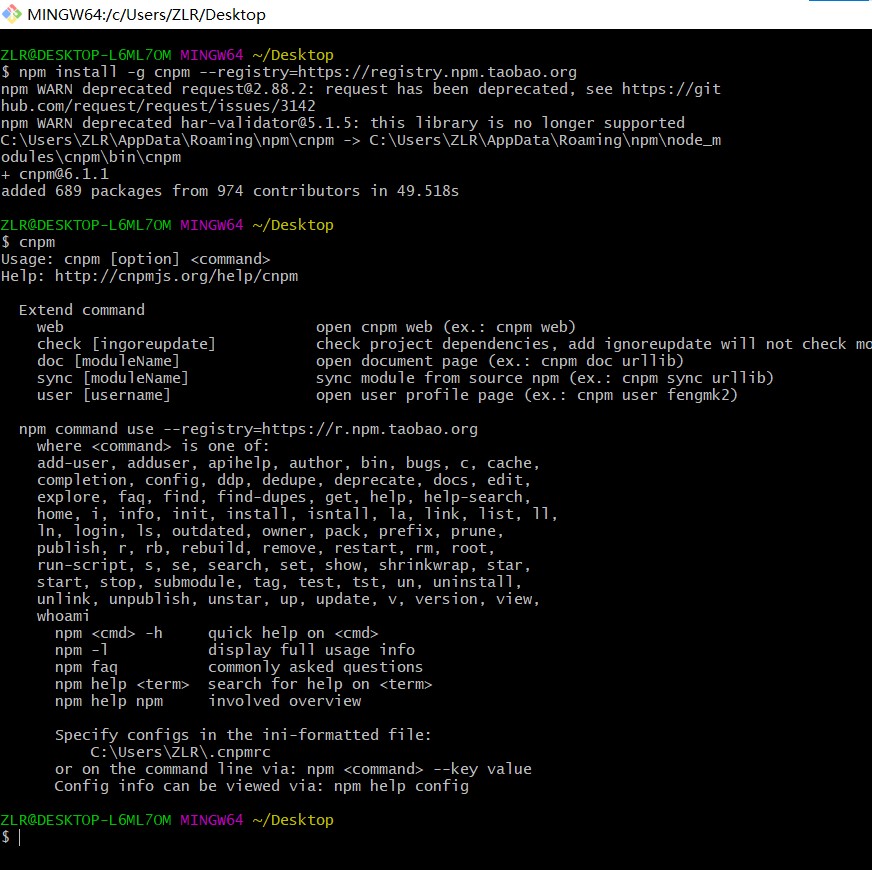 MINGW64:/c/Users/ZLR/Desktop
ZLR@DESKTOP-L6ML7OM MINGW64 ~/Desktop
$ npm install -g cnpm --registry=https://registry.npm.taobao.org
npm WARN deprecated request@2.88.2: request has been deprecated, see https://git
hub.com/request/request/issues/3142
npm WARN deprecated har-validator@5.1.5: this library is no longer supported
C:\Users\ZLR\AppData\Roaming\npm\cnpm -> C:\Users\ZLR\AppData\Roaming\npm\node_m
odules\cnpm\bin\cnpm
+ cnpm@6.1.1
added 689 packages from 974 contributors in 49.518s
ZLR@DESKTOP-L6ML7OM MINGW64 ~/Desktop
$ cnpm
Usage: cnpm [option] <command>
Help: http://cnpmjs.org/help/cnpm
Extend command
web open cnpm web (ex.: cnpm web)
check [ingoreupdate] check project dependencies, add ignoreupdate will not check mo
doc [moduleName] open document page (ex.: cnpm doc urllib)
sync [moduleName] sync module from source npm (ex.: cnpm sync urllib)
user [username] open user profile page (ex.: cnpm user fengmk2)
npm command use --registry=https://r.npm.taobao.org
where <command> is one of:
add-user, adduser, apihelp, author, bin, bugs, c, cache,
completion, config, ddp, dedupe, deprecate, docs, edit,
explore, faq, find, find-dupes, get, help, help-search,
home, i, info, init, install, isntall, la, link, list, ll,
ln, login, ls, outdated, owner, pack, prefix, prune,
publish, r, rb, rebuild, remove, restart, rm, root,
run-script, s, se, search, set, show, shrinkwrap, star,
start, stop, submodule, tag, test, tst, un, uninstall,
unlink, unpublish, unstar, up, update, v, version, view,
whoami
npm <cmd> -h quick help on <cmd>
npm -l display full usage info
npm faq commonly asked questions
npm help <term> search for help on <term>
npm help npm involved overview
Specify configs in the ini-formatted file:
C:\Users\ZLR\.cnpmrc
or on the command line via: npm <command> --key value
Config info can be viewed via: npm help config
ZLR@DESKTOP-L6ML7OM MINGW64 ~/Desktop
$